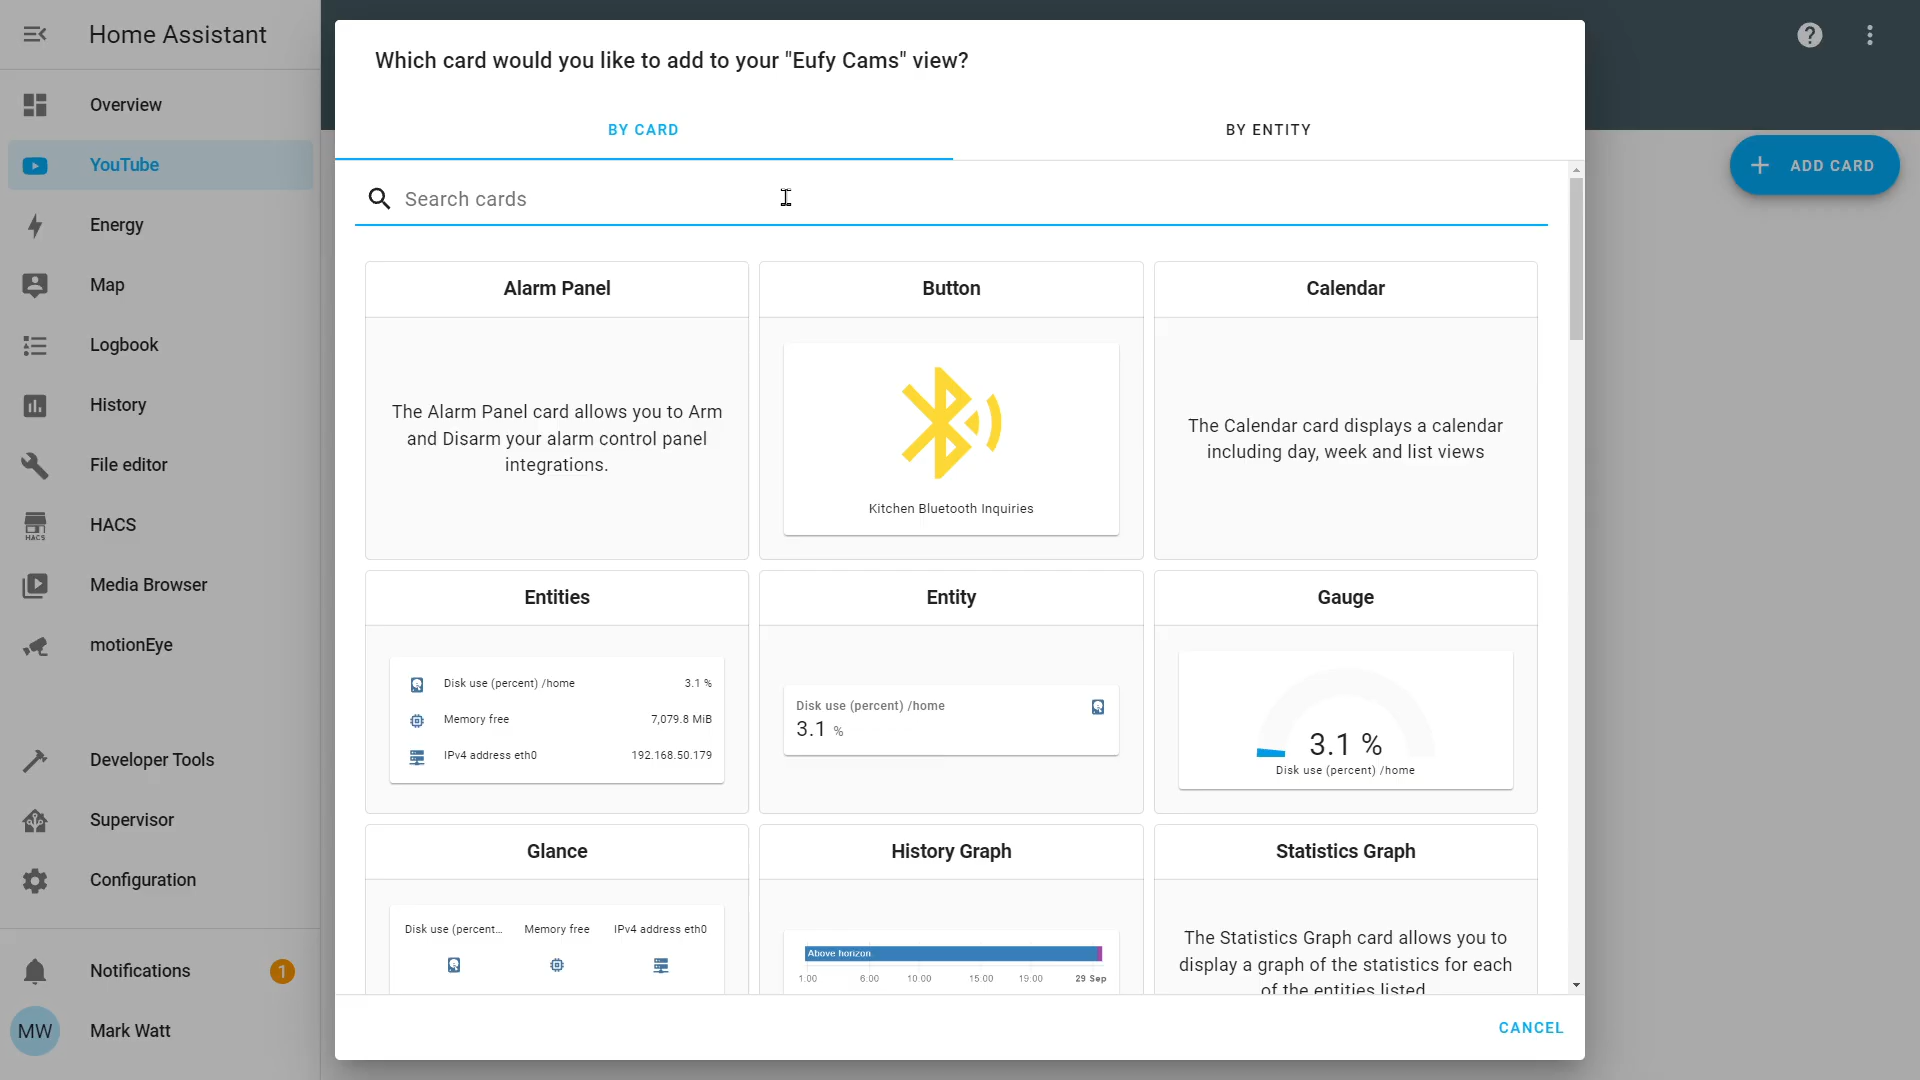 Home Assistant
Overview
YouTube
Energy
Map
Logbook
History
File editor
HACS
HACS
Media Browser
motionEye
Developer Tools
Supervisor
Configuration
Notifications
1
MW
Mark Watt
Which card would you like to add to your "Eufy Cams" view?
BY CARD
BY ENTITY
Search cards
Alarm Panel
The Alarm Panel card allows you to Arm
and Disarm your alarm control panel
integrations.
Button
Kitchen Bluetooth Inquiries
Calendar
The Calendar card displays a calendar
including day, week and list views
Entities
Disk use (percent) /home 3.1 %
Memory free 7,079.8 MiB
IPv4 address eth0 192.168.50.179
Entity
Disk use (percent) /home
3.1 %
Gauge
3.1 %
Disk use (percent) /home
Glance
Disk use (percent... Memory free IPv4 address eth0
History Graph
Above horizon
1:00 6:00 10:00 15:00 19:00 29 Sep
Statistics Graph
The Statistics Graph card allows you to
display a graph of the statistics for each
of the entities listed
CANCEL
?
ADD CARD